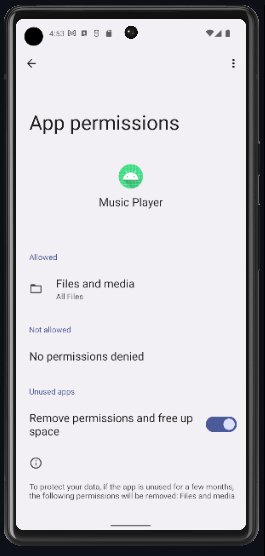 4:53
App permissions
Music Player
Allowed
Files and media
All Files
Not allowed
No permissions denied
Unused apps
Remove permissions and free up
space
To protect your data, if the app is unused for a few months,
the following permissions will be removed: Files and media